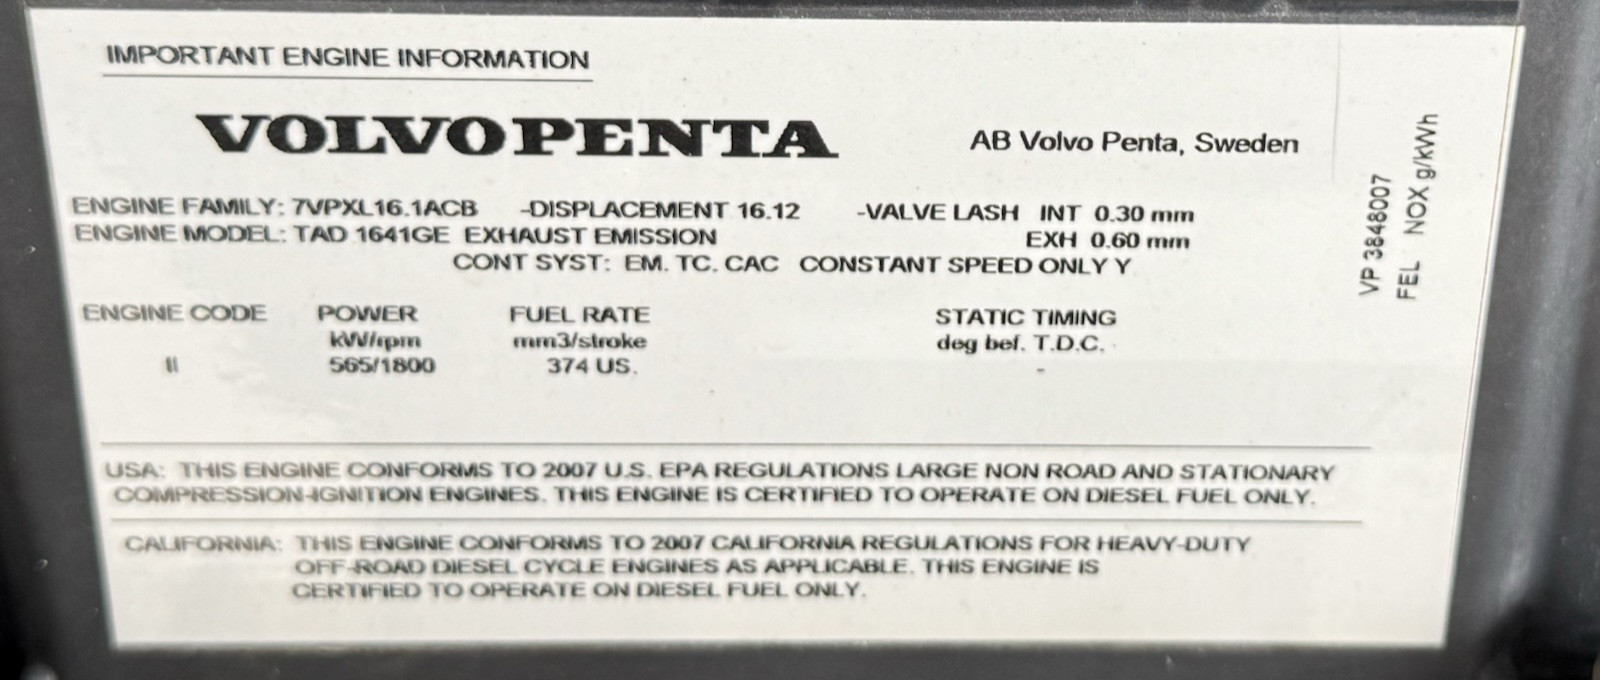 IMPORTANT ENGINE INFORMATION
VOLVO PENTA
AB Volvo Penta, Sweden
ENGINE FAMILY: 7VPXL16.1ACB -DISPLACEMENT 16.12 -VALVE LASH INT 0.30 mm
ENGINE MODEL: TAD 1641GE EXHAUST EMISSION EXH 0.60 mm
CONT SYST: EM. TC. CAC CONSTANT SPEED ONLY Y
ENGINE CODE POWER FUEL RATE STATIC TIMING
kW/rpm mm3/stroke deg bef. T.D.C.
II 565/1800 374 US. -
USA: THIS ENGINE CONFORMS TO 2007 U.S. EPA REGULATIONS LARGE NON ROAD AND STATIONARY
COMPRESSION-IGNITION ENGINES. THIS ENGINE IS CERTIFIED TO OPERATE ON DIESEL FUEL ONLY.
CALIFORNIA: THIS ENGINE CONFORMS TO 2007 CALIFORNIA REGULATIONS FOR HEAVY-DUTY
OFF-ROAD DIESEL CYCLE ENGINES AS APPLICABLE. THIS ENGINE IS
CERTIFIED TO OPERATE ON DIESEL FUEL ONLY.
VP 3848007
FEL NOX g/kWh